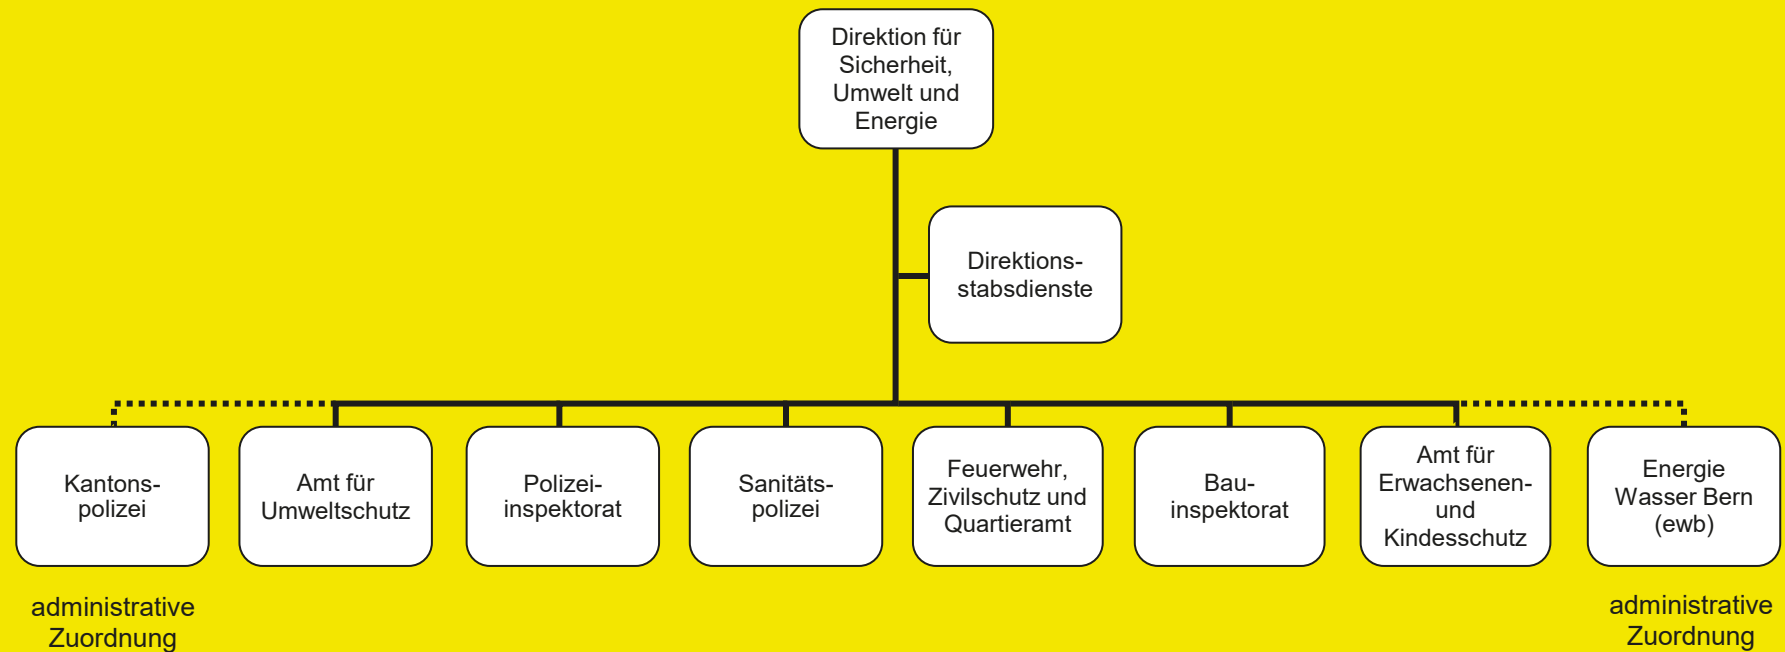 Direktion für
Sicherheit,
Umwelt und
Energie
Direktions-
stabsdienste
Kantons-
polizei
Amt für
Umweltschutz
Polizei-
inspektorat
Sanitäts-
polizei
Feuerwehr,
Zivilschutz und
Quartieramt
Bau-
inspektorat
Amt für
Erwachsenen-
und
Kindesschutz
Energie
Wasser Bern
(ewb)
administrative
Zuordnung
administrative
Zuordnung